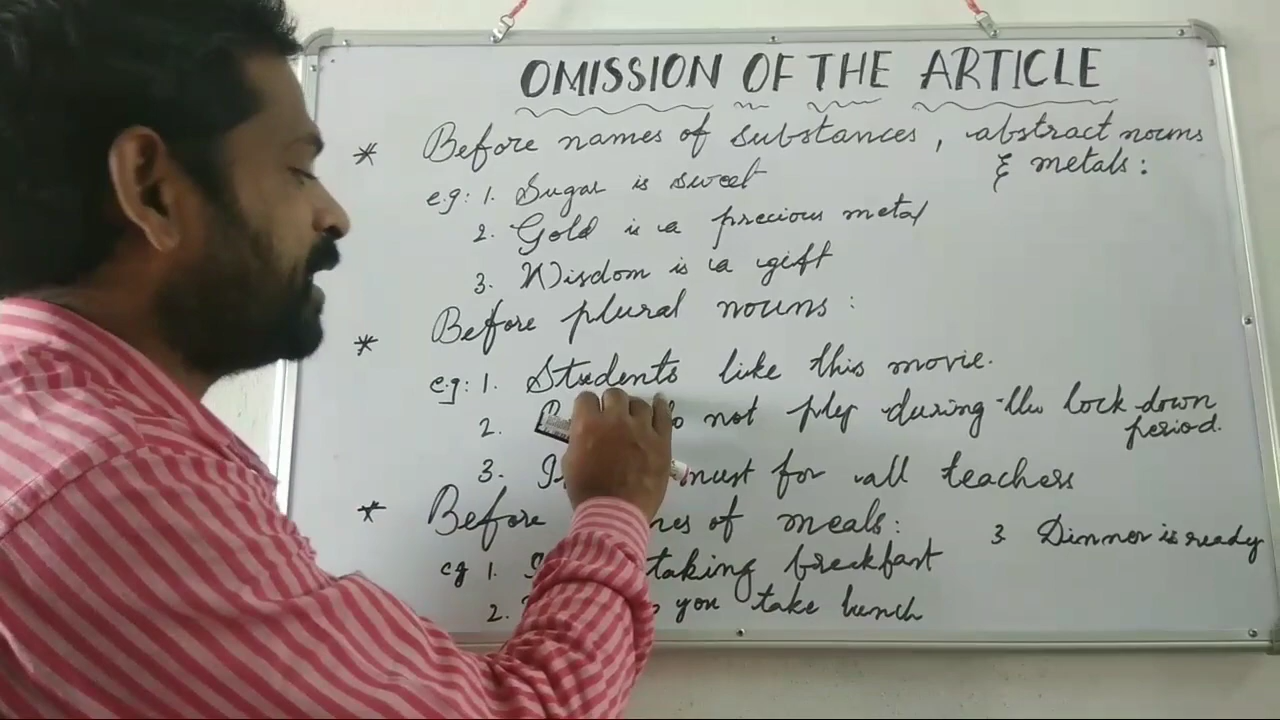 OMISSION OF THE ARTICLE
* Before names of substances, abstract nouns
& metals:
e.g: 1. Sugar is sweet
2. Gold is a precious metal
3. Wisdom is a gift
* Before plural nouns:
e.g: 1. Students like this movie.
2. not ply during the lock-down
period.
3. must for all teachers
* Before of meals:
eg 1. taking breakfast
2. you take lunch
3. Dinner is ready